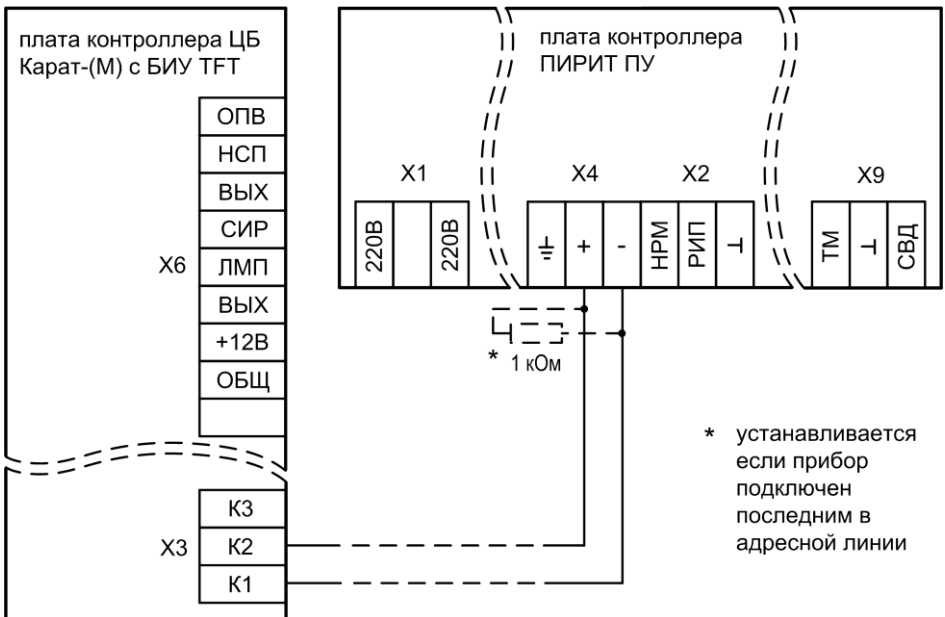 плата контроллера ЦБ
Карат-(М) с БИУ TFT
ОПВ
НСП
ВЫХ
СИР
X6
ЛМП
ВЫХ
+12В
ОБЩ
X3
К3
К2
К1
плата контроллера
ПИРИТ ПУ
X1
X4
X2
X9
220В
220В
+
-
НРМ
РИП
⊥
ТМ
⊥
СВД
* 1 кОм
* устанавливается
если прибор
подключен
последним в
адресной линии